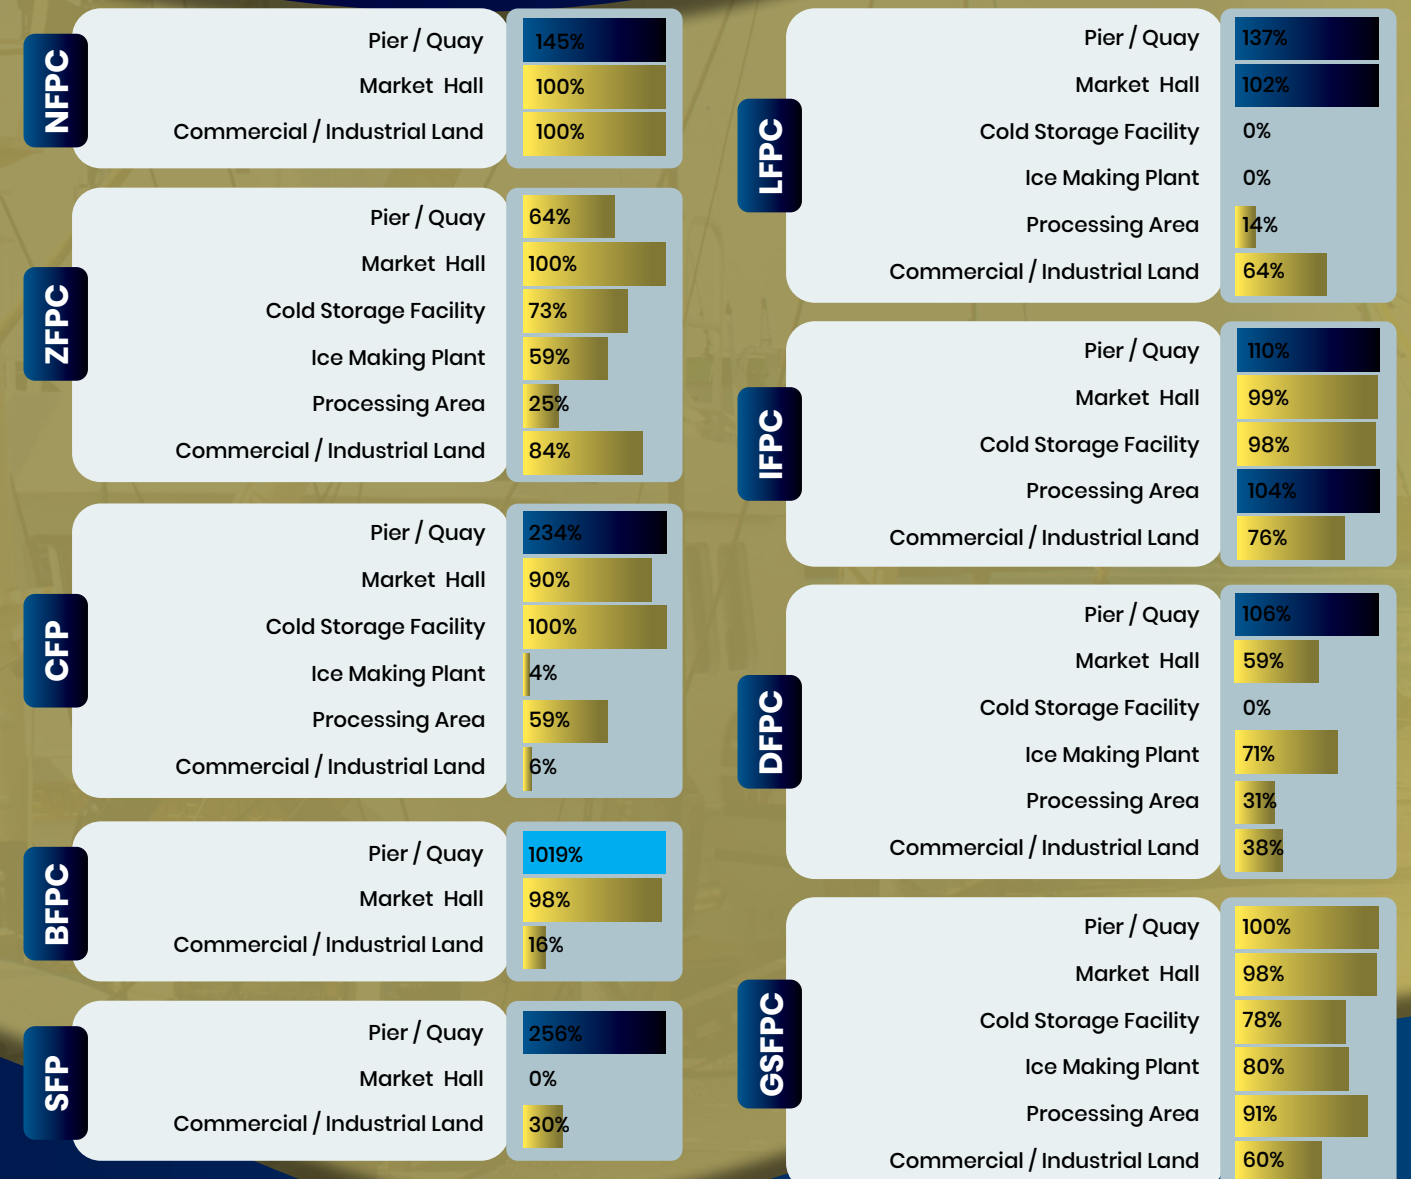 NFPC
Pier / Quay 145%
Market Hall 100%
Commercial / Industrial Land 100%
ZFPC
Pier / Quay 64%
Market Hall 100%
Cold Storage Facility 73%
Ice Making Plant 59%
Processing Area 25%
Commercial / Industrial Land 84%
CFP
Pier / Quay 234%
Market Hall 90%
Cold Storage Facility 100%
Ice Making Plant 4%
Processing Area 59%
Commercial / Industrial Land 6%
BFPC
Pier / Quay 1019%
Market Hall 98%
Commercial / Industrial Land 16%
SFP
Pier / Quay 256%
Market Hall 0%
Commercial / Industrial Land 30%
LFPC
Pier / Quay 137%
Market Hall 102%
Cold Storage Facility 0%
Ice Making Plant 0%
Processing Area 14%
Commercial / Industrial Land 64%
IFPC
Pier / Quay 110%
Market Hall 99%
Cold Storage Facility 98%
Processing Area 104%
Commercial / Industrial Land 76%
DFPC
Pier / Quay 106%
Market Hall 59%
Cold Storage Facility 0%
Ice Making Plant 71%
Processing Area 31%
Commercial / Industrial Land 38%
GSFPC
Pier / Quay 100%
Market Hall 98%
Cold Storage Facility 78%
Ice Making Plant 80%
Processing Area 91%
Commercial / Industrial Land 60%